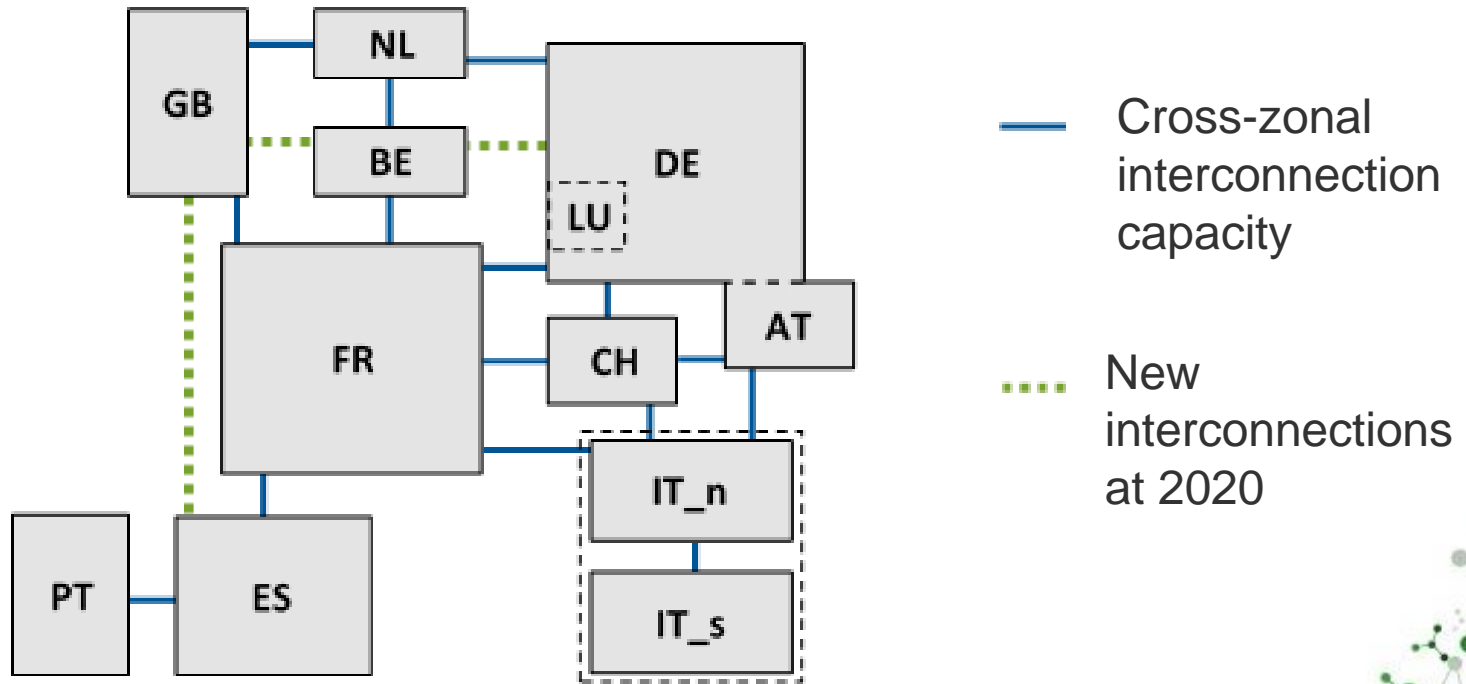 NL
GB
BE
DE
LU
FR
CH
AT
IT_n
IT_s
PT
ES
Cross-zonal
interconnection
capacity
New
interconnections
at 2020